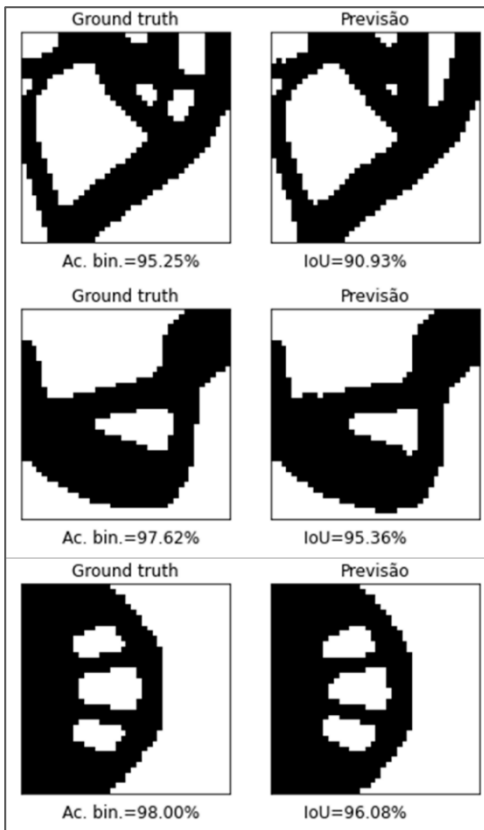 Ground truth Previsão
Ac. bin.=95.25% IoU=90.93%
Ground truth Previsão
Ac. bin.=97.62% IoU=95.36%
Ground truth Previsão
Ac. bin.=98.00% IoU=96.08%